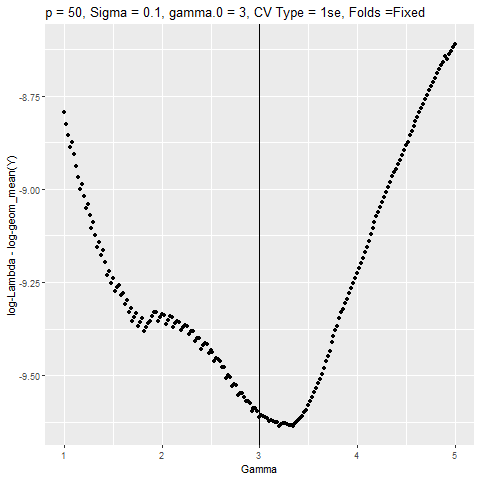 p = 50, Sigma = 0.1, gamma.0 = 3, CV Type = 1se, Folds =Fixed
log-Lambda - log-geom_mean(Y)
-8.75
-9.00
-9.25
-9.50
1 2 3 4 5
Gamma